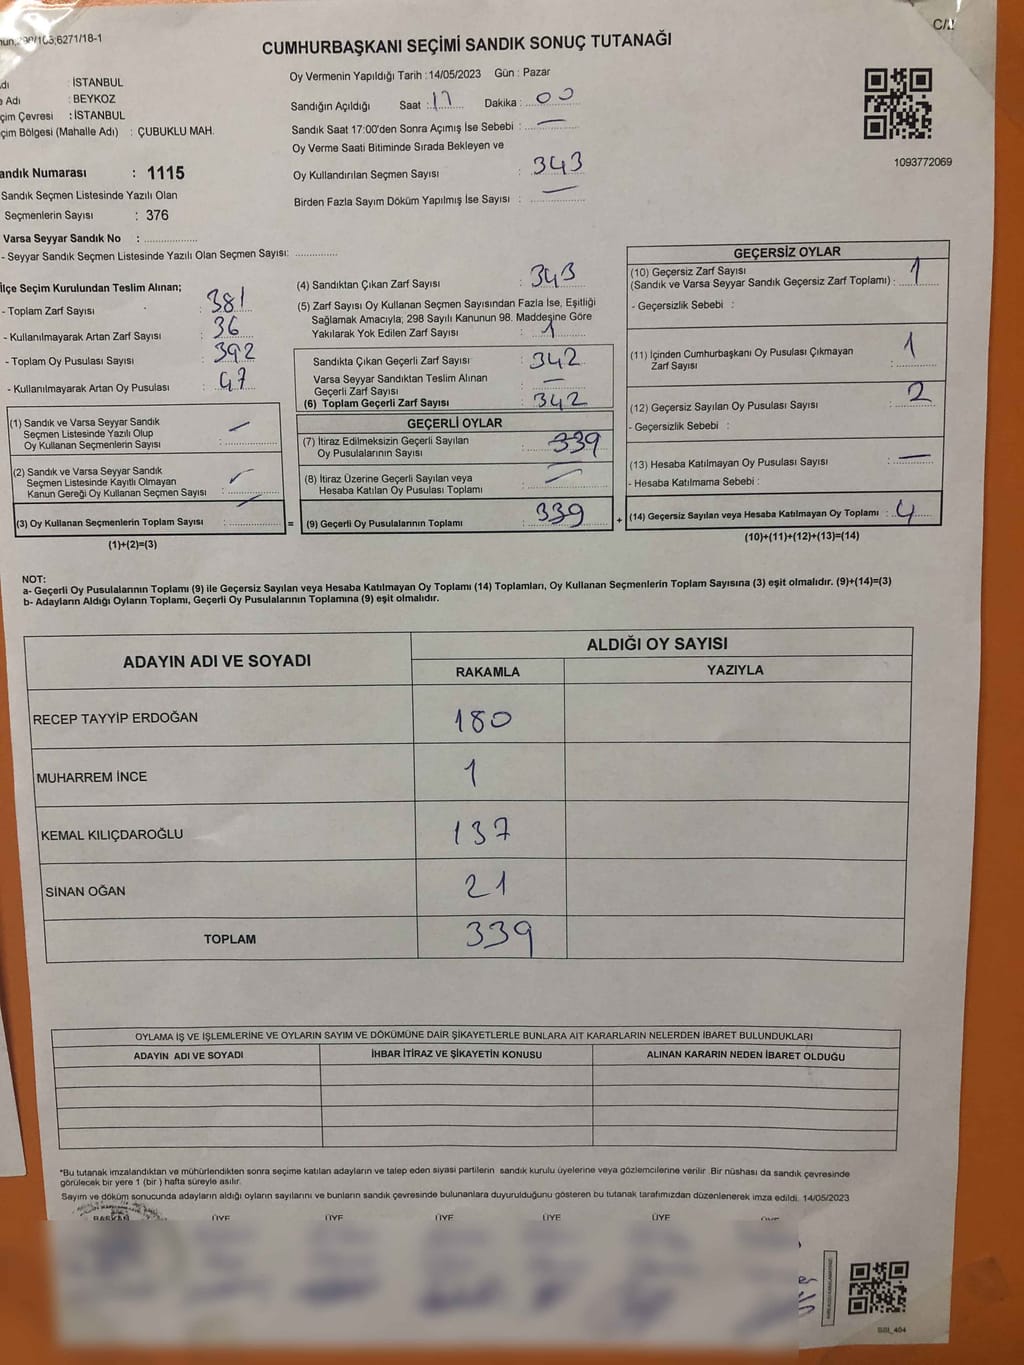 298/103;6271/18-1
C/1
CUMHURBAŞKANI SEÇİMİ SANDIK SONUÇ TUTANAĞI
: İSTANBUL
Adı : BEYKOZ
Çevresi : İSTANBUL
Bölgesi (Mahalle Adı) : ÇUBUKLU MAH.
Sandık Numarası : 1115
Sandık Seçmen Listesinde Yazılı Olan
Seçmenlerin Sayısı : 376
Varsa Seyyar Sandık No :
- Seyyar Sandık Seçmen Listesinde Yazılı Olan Seçmen Sayısı:
Oy Vermenin Yapıldığı Tarih : 14/05/2023 Gün : Pazar
Sandığın Açıldığı Saat : 17 Dakika : 00
Sandık Saat 17:00'den Sonra Açımış İse Sebebi : —
Oy Verme Saati Bitiminde Sırada Bekleyen ve
Oy Kullandırılan Seçmen Sayısı : 343
Birden Fazla Sayım Döküm Yapılmış İse Sayısı : —
1093772069
İlçe Seçim Kurulundan Teslim Alınan;
- Toplam Zarf Sayısı : 381
- Kullanılmayarak Artan Zarf Sayısı : 36
- Toplam Oy Pusulası Sayısı : 392
- Kullanılmayarak Artan Oy Pusulası : 47
(1) Sandık ve Varsa Seyyar Sandık
Seçmen Listesinde Yazılı Olup
Oy Kullanan Seçmenlerin Sayısı : —
(2) Sandık ve Varsa Seyyar Sandık
Seçmen Listesinde Kayıtlı Olmayan
Kanun Gereği Oy Kullanan Seçmen Sayısı :
(3) Oy Kullanan Seçmenlerin Toplam Sayısı : =
(1)+(2)=(3)
(4) Sandıktan Çıkan Zarf Sayısı : 343
(5) Zarf Sayısı Oy Kullanan Seçmen Sayısından Fazla İse, Eşitliği
Sağlamak Amacıyla; 298 Sayılı Kanunun 98. Maddesine Göre
Yakılarak Yok Edilen Zarf Sayısı : 1
Sandıkta Çıkan Geçerli Zarf Sayısı : 342
Varsa Seyyar Sandıktan Teslim Alınan
Geçerli Zarf Sayısı : —
(6) Toplam Geçerli Zarf Sayısı : 342
GEÇERLİ OYLAR
(7) İtiraz Edilmeksizin Geçerli Sayılan
Oy Pusulalarının Sayısı : 339
(8) İtiraz Üzerine Geçerli Sayılan veya
Hesaba Katılan Oy Pusulası Toplamı : —
(9) Geçerli Oy Pusulalarının Toplamı : 339 +
GEÇERSİZ OYLAR
(10) Geçersiz Zarf Sayısı
(Sandık ve Varsa Seyyar Sandık Geçersiz Zarf Toplamı) : 1
- Geçersizlik Sebebi :
(11) İçinden Cumhurbaşkanı Oy Pusulası Çıkmayan
Zarf Sayısı : 1
(12) Geçersiz Sayılan Oy Pusulası Sayısı : 2
- Geçersizlik Sebebi :
(13) Hesaba Katılmayan Oy Pusulası Sayısı : —
- Hesaba Katılmama Sebebi :
(14) Geçersiz Sayılan veya Hesaba Katılmayan Oy Toplamı : 4
(10)+(11)+(12)+(13)=(14)
NOT:
a- Geçerli Oy Pusulalarının Toplamı (9) ile Geçersiz Sayılan veya Hesaba Katılmayan Oy Toplamı (14) Toplamları, Oy Kullanan Seçmenlerin Toplam Sayısına (3) eşit olmalıdır. (9)+(14)=(3)
b- Adayların Aldığı Oyların Toplamı, Geçerli Oy Pusulalarının Toplamına (9) eşit olmalıdır.
ADAYIN ADI VE SOYADI ALDIĞI OY SAYISI
RAKAMLA YAZIYLA
RECEP TAYYİP ERDOĞAN 180
MUHARREM İNCE 1
KEMAL KILIÇDAROĞLU 137
SİNAN OĞAN 21
TOPLAM 339
OYLAMA İŞ VE İŞLEMLERİNE VE OYLARIN SAYIM VE DÖKÜMÜNE DAİR ŞİKAYETLERLE BUNLARA AİT KARARLARIN NELERDEN İBARET BULUNDUKLARI
ADAYIN ADI VE SOYADI İHBAR İTİRAZ VE ŞİKAYETİN KONUSU ALINAN KARARIN NEDEN İBARET OLDUĞU
*Bu tutanak imzalandıktan ve mühürlendikten sonra seçime katılan adayların ve talep eden siyasi partilerin sandık kurulu üyelerine veya gözlemcilerine verilir. Bir nüshası da sandık çevresinde
görülecek bir yere 1 (bir) hafta süreyle asılır.
Sayım ve döküm sonucunda adayların aldığı oyların sayılarını ve bunların sandık çevresinde bulunanlara duyurulduğunu gösteren bu tutanak tarafımızdan düzenlenerek imza edildi. 14/05/2023
BAŞKAN ÜYE ÜYE ÜYE ÜYE ÜYE ÜYE